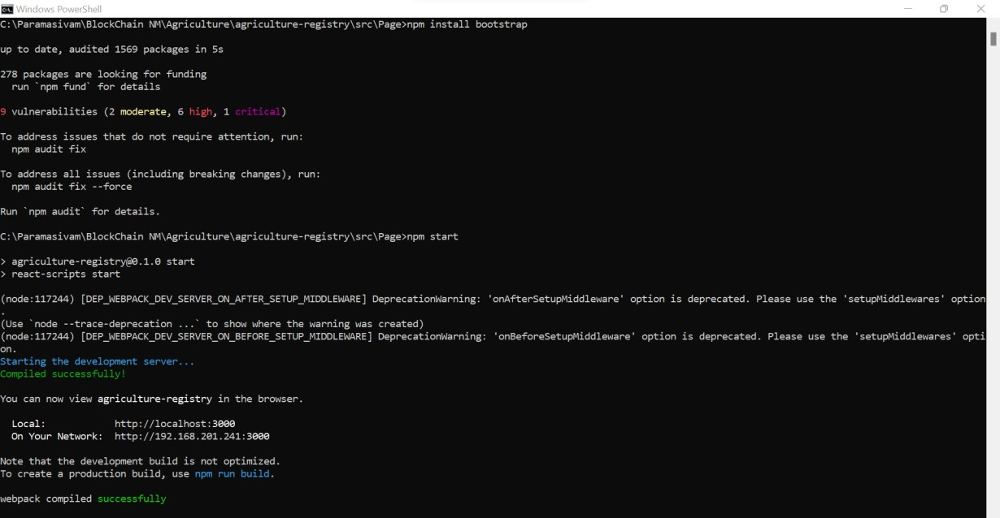 Windows PowerShell
C:\Paramasivam\BlockChain NM\Agriculture\agriculture-registry\src\Page>npm install bootstrap
up to date, audited 1569 packages in 5s
278 packages are looking for funding
  run `npm fund` for details
9 vulnerabilities (2 moderate, 6 high, 1 critical)
To address issues that do not require attention, run:
  npm audit fix
To address all issues (including breaking changes), run:
  npm audit fix --force
Run `npm audit` for details.
C:\Paramasivam\BlockChain NM\Agriculture\agriculture-registry\src\Page>npm start
> agriculture-registry@0.1.0 start
> react-scripts start
(node:117244) [DEP_WEBPACK_DEV_SERVER_ON_AFTER_SETUP_MIDDLEWARE] DeprecationWarning: 'onAfterSetupMiddleware' option is deprecated. Please use the 'setupMiddlewares' option
.
(Use `node --trace-deprecation ...` to show where the warning was created)
(node:117244) [DEP_WEBPACK_DEV_SERVER_ON_BEFORE_SETUP_MIDDLEWARE] DeprecationWarning: 'onBeforeSetupMiddleware' option is deprecated. Please use the 'setupMiddlewares' opti
on.
Starting the development server...
Compiled successfully!
You can now view agriculture-registry in the browser.
  Local:            http://localhost:3000
  On Your Network:  http://192.168.201.241:3000
Note that the development build is not optimized.
To create a production build, use npm run build.
webpack compiled successfully